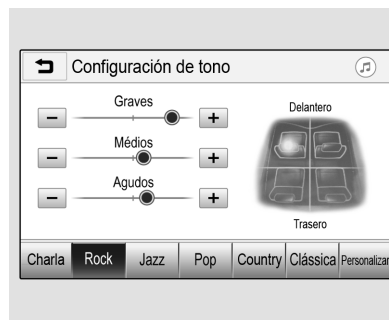 Configuración de tono
Graves
Médios
Agudos
Delantero
Trasero
Charla
Rock
Jazz
Pop
Country
Clássica
Personalizar